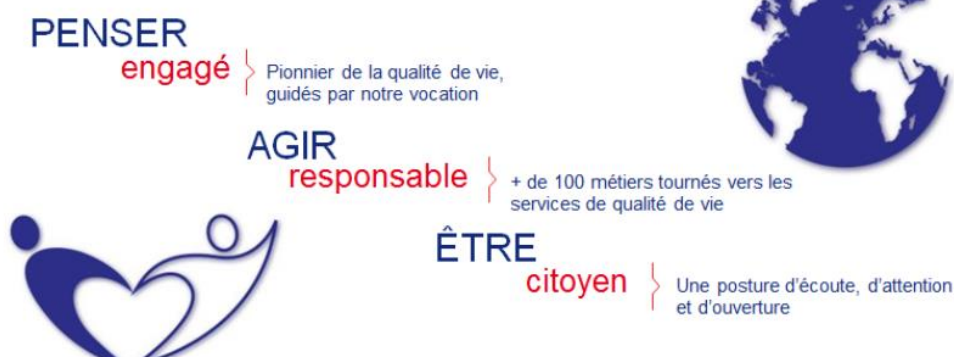 PENSER
engagé
Pionnier de la qualité de vie,
guidés par notre vocation
AGIR
responsable
+ de 100 métiers tournés vers les
services de qualité de vie
ÊTRE
citoyen
Une posture d'écoute, d'attention
et d'ouverture